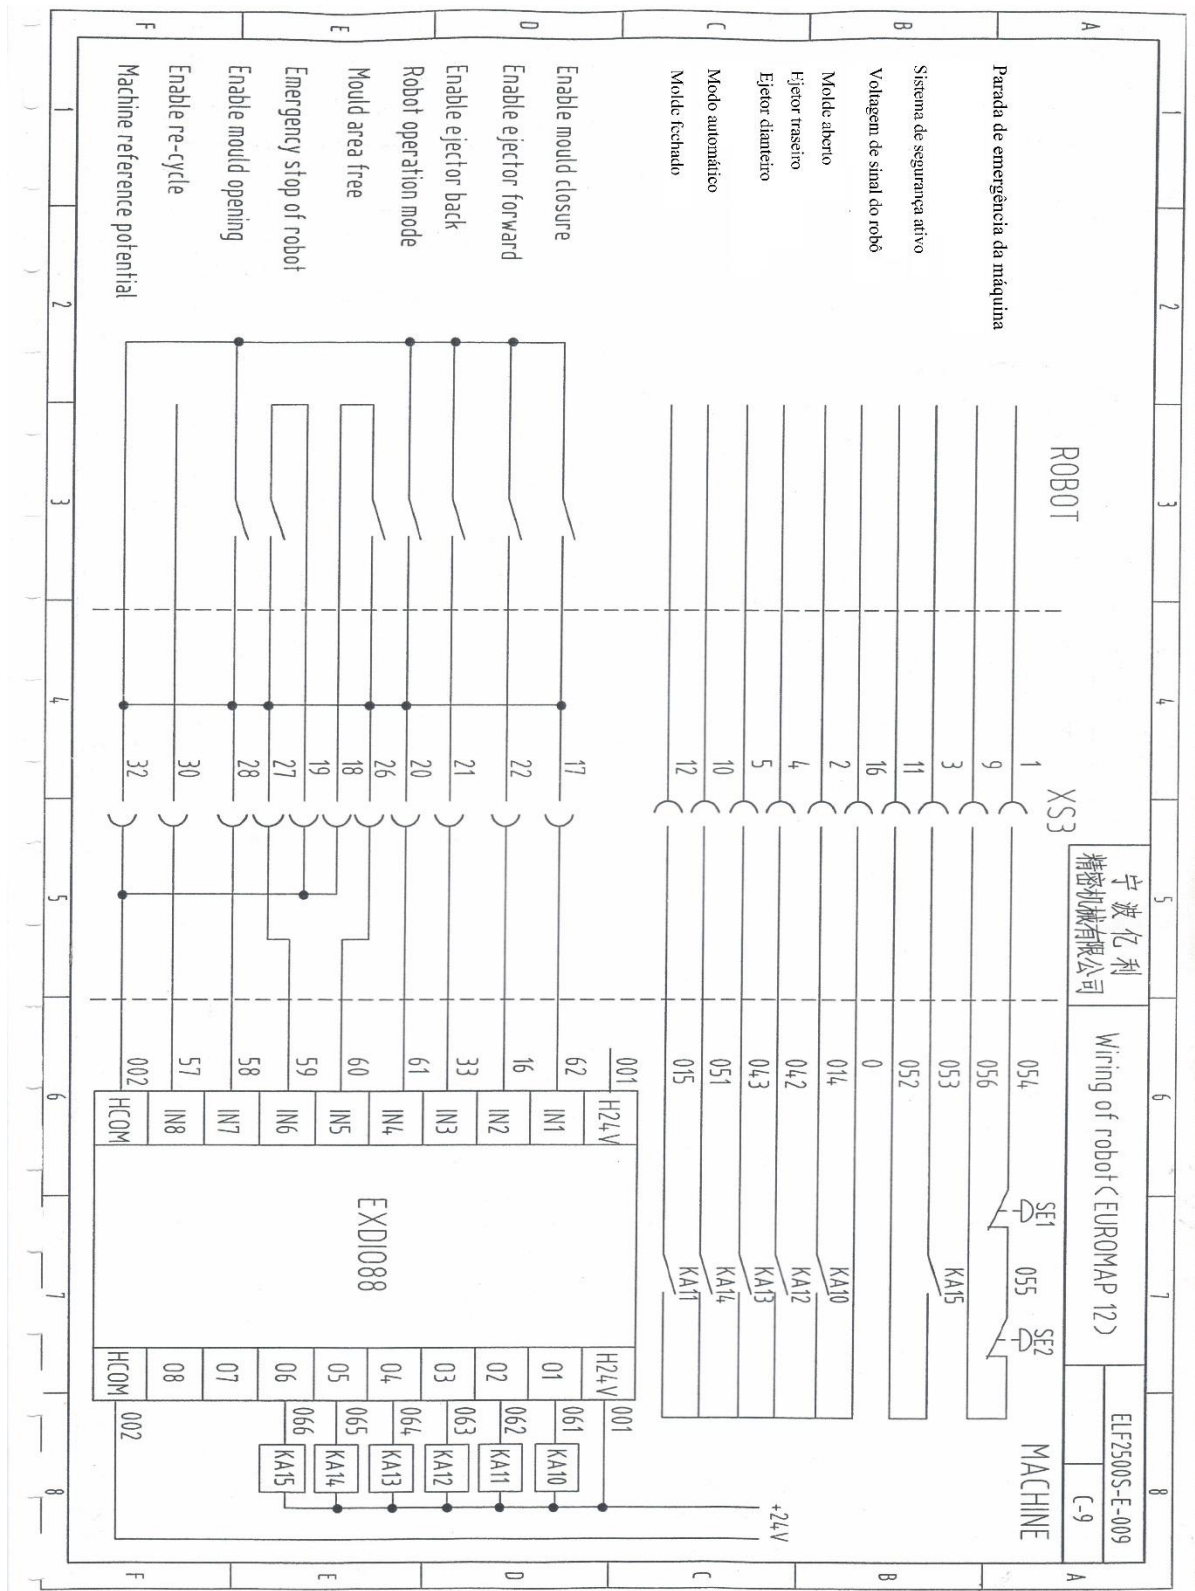 A
B
C
D
E
F
1
2
3
4
5
6
7
8
ROBOT
XS3
MACHINE
宁波亿利
精密机械有限公司
Wiring of robot(EUROMAP 12)
ELF2500S-E-009
C-9
Parada de emergência da máquina
Sistema de segurança ativo
Voltagem de sinal do robô
Molde aberto
Ejetor traseiro
Ejetor dianteiro
Modo automático
Molde fechado
1
9
3
11
16
2
4
5
10
12
054
056
053
052
0
014
042
043
051
015
SE1
055
SE2
KA15
KA10
KA12
KA13
KA14
KA11
Enable mould closure
Enable ejector forward
Enable ejector back
Robot operation mode
Mould area free
Emergency stop of robot
Enable mould opening
Enable re-cycle
Machine reference potential
17
22
21
20
26
18
19
27
28
30
32
001
62
16
33
61
60
59
58
57
002
H24V
IN1
IN2
IN3
IN4
IN5
IN6
IN7
IN8
HCOM
EXDIO88
H24V
01
02
03
04
05
06
07
08
HCOM
001
061
062
063
064
065
066
002
KA10
KA11
KA12
KA13
KA14
KA15
+24V
A
B
C
D
E
F
1
2
3
4
5
6
7
8